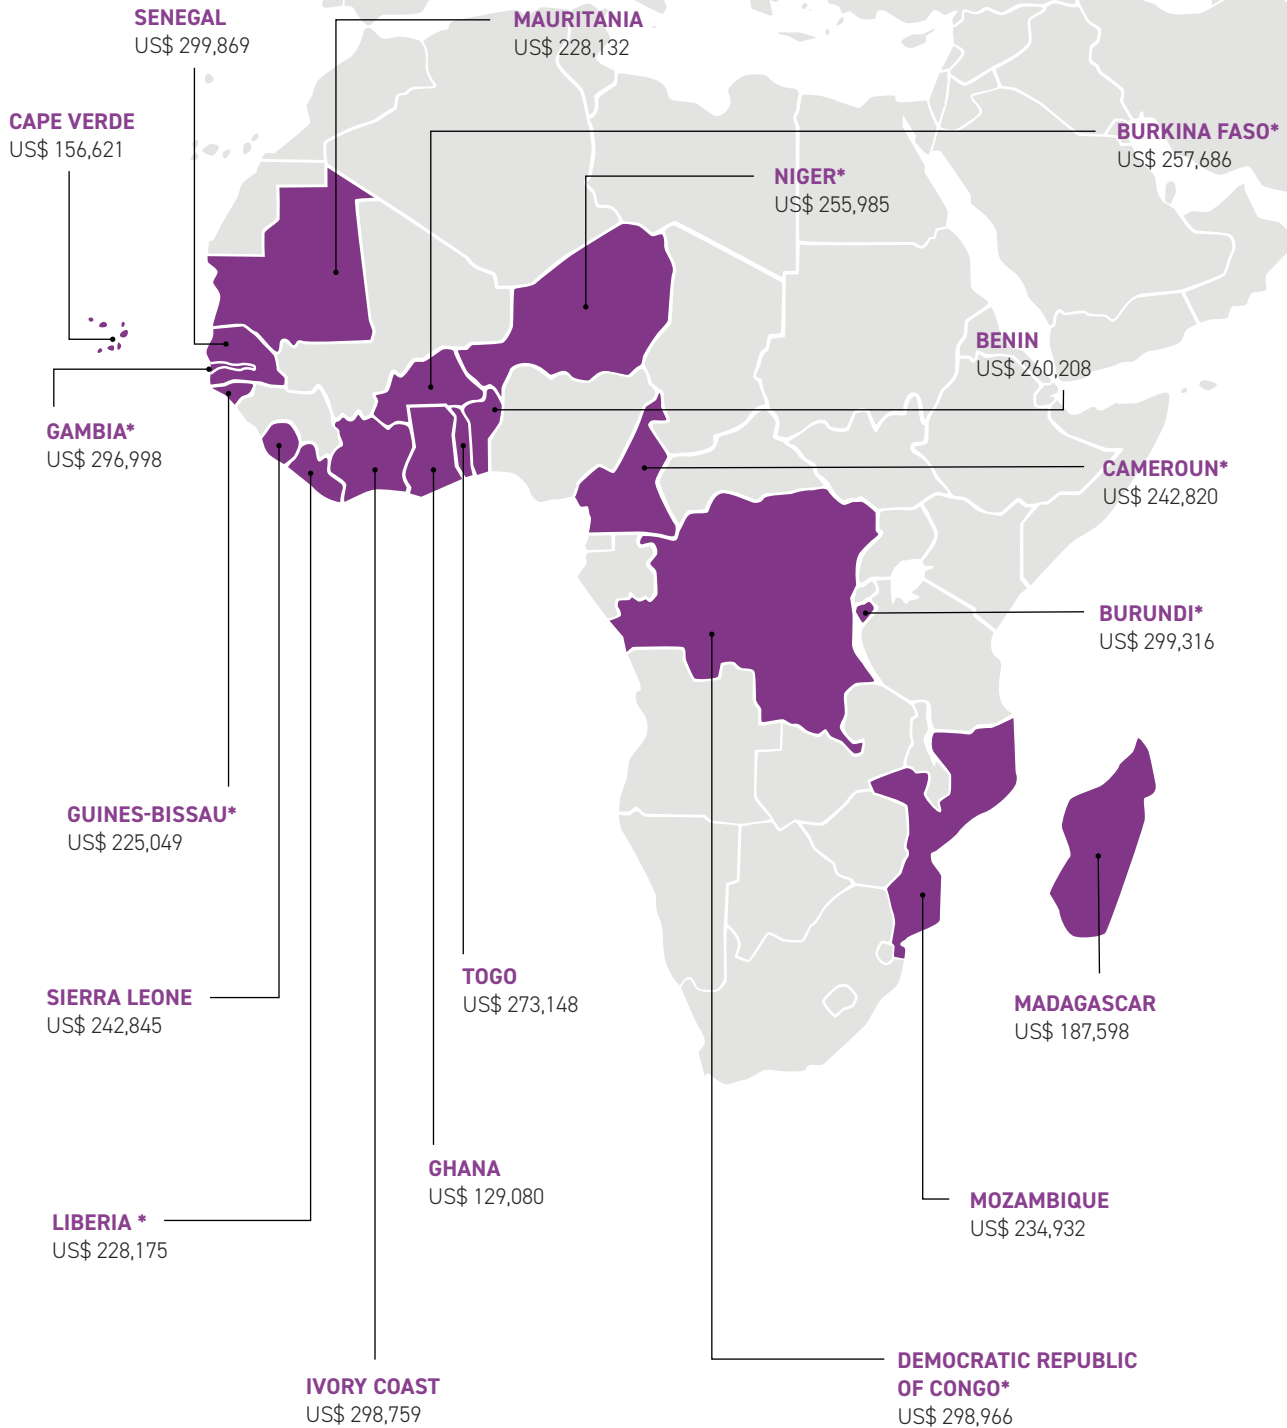 SENEGAL
US$ 299,869
MAURITANIA
US$ 228,132
CAPE VERDE
US$ 156,621
BURKINA FASO*
US$ 257,686
NIGER*
US$ 255,985
BENIN
US$ 260,208
GAMBIA*
US$ 296,998
CAMEROUN*
US$ 242,820
BURUNDI*
US$ 299,316
GUINES-BISSAU*
US$ 225,049
TOGO
US$ 273,148
SIERRA LEONE
US$ 242,845
MADAGASCAR
US$ 187,598
GHANA
US$ 129,080
MOZAMBIQUE
US$ 234,932
LIBERIA *
US$ 228,175
DEMOCRATIC REPUBLIC
OF CONGO*
US$ 298,966
IVORY COAST
US$ 298,759